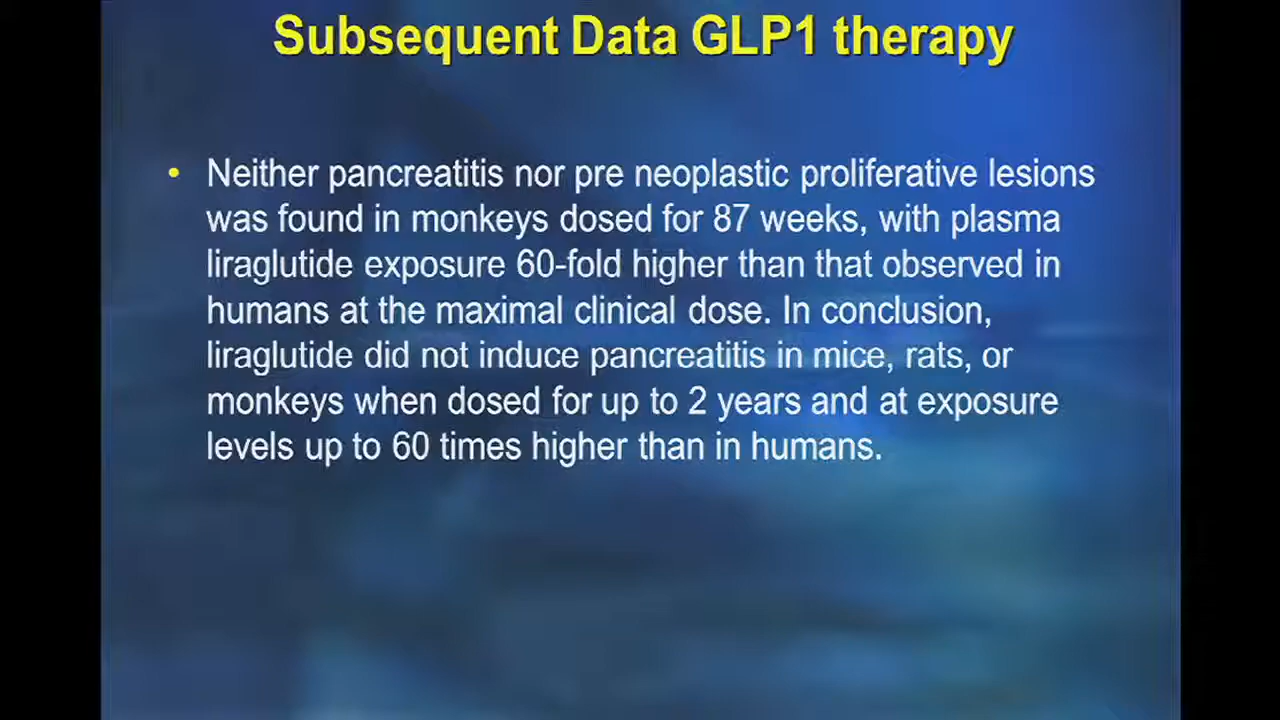 Subsequent Data GLP1 therapy
• Neither pancreatitis nor pre neoplastic proliferative lesions
was found in monkeys dosed for 87 weeks, with plasma
liraglutide exposure 60-fold higher than that observed in
humans at the maximal clinical dose. In conclusion,
liraglutide did not induce pancreatitis in mice, rats, or
monkeys when dosed for up to 2 years and at exposure
levels up to 60 times higher than in humans.